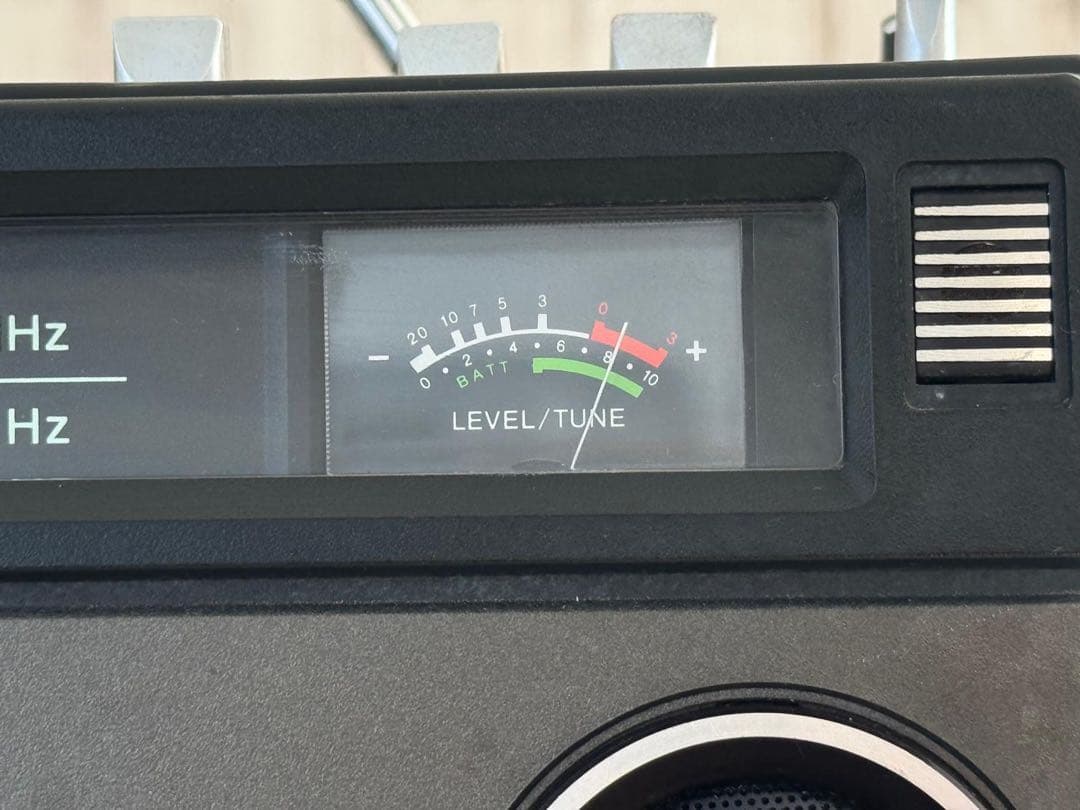 Hz
Hz
20 10 7 5 3 0 3
− +
0 2 4 6 8 10
BATT
LEVEL/TUNE